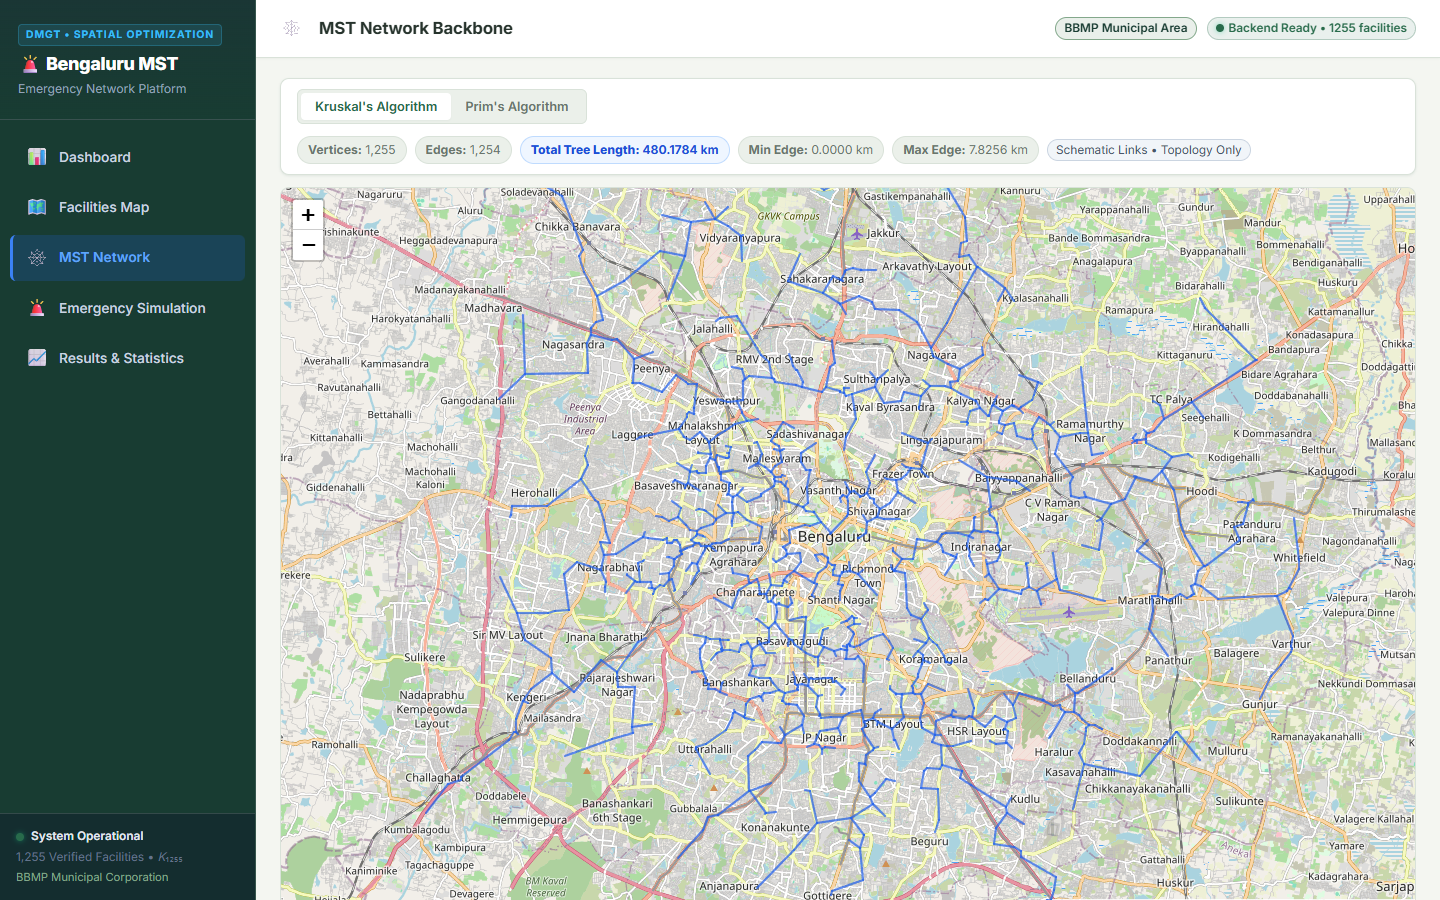 DMGT • SPATIAL OPTIMIZATION
Bengaluru MST
Emergency Network Platform
Dashboard
Facilities Map
MST Network
Emergency Simulation
Results & Statistics
System Operational
1,255 Verified Facilities • K₁₂₅₅
BBMP Municipal Corporation
MST Network Backbone
BBMP Municipal Area
Backend Ready • 1255 facilities
Kruskal's Algorithm
Prim's Algorithm
Vertices: 1,255
Edges: 1,254
Total Tree Length: 480.1784 km
Min Edge: 0.0000 km
Max Edge: 7.8256 km
Schematic Links • Topology Only
+
−
Nagaruru
Soladevanahalli
Gastikempanahalli
Kannuru
Upparahalli
Aluru
Chikka Banavara
GKVK Campus
Yarappanahalli
Gundur
Mandur
Heggadadevanapura
Vidyaranyapura
Jakkur
Bande Bommasandra
Byappanahalli
Bommenahalli
Anagalapura
Bendiganahalli
Sahakaranagara
Arkavathy Layout
Huskuru
Madanayakanahalli
Madhavara
Kyalasanahalli
Bidarahalli
Kattamanallur
Harokyatanahalli
Jalahalli
Ramapura
Hirandahalli
Konadasapura
Nagasandra
RMV 2nd Stage
Nagavara
Kittaganuru
Bandapura
Averahalli
Kammasandra
Peenya
Sulthanpalya
Bidare Agrahara
Ravutanahalli
Gangodanahalli
Yeswanthpur
Kaval Byrasandra
Kalyan Nagar
TC Palya
Doddabanahalli
Bettahalli
Peenya
Industrial
Area
Mahalakshmi
Layout
Sadashivanagar
Ramamurthy
Nagar
Seegehalli
Kittanahalli
Laggere
Lingarajapuram
K Dommasandra
Machohalli
Malleswaram
Kodigehalli
Belthur
Machohalli
Kaloni
Frazer Town
Baiyyappanahalli
Kadugodi
Giddenahalli
Herohalli
Basaveshwaranagar
Vasanth Nagar
Hoodi
Shivajinagar
C V Raman
Nagar
Pattanduru
Agrahara
Bengaluru
Indiranagar
Nagondanahalli
Kempapura
Agrahara
Whitefield
Nagarabhavi
Richmond
Town
Chamarajapete
Shanti Nagar
Marathahalli
Valepura
Valepura Dinne
Sir MV Layout
Jnana Bharathi
Basavanagudi
Varthur
Balagere
Sulikere
Koramangala
Panathur
Rajarajeshwari
Nagar
Banashankari
Jayanagar
Bellanduru
Nadaprabhu
Kempegowda
Layout
Kengeri
Mailasandra
Gunjur
BTM Layout
HSR Layout
Ramohalli
Uttarahalli
JP Nagar
Haralur
Doddakannalli
Mulluru
Ramanayakanahalli
Challaghatta
Kasavanahalli
Chikkanayakanahalli
Doddabele
Banashankari
6th Stage
Gubbalala
Kudlu
Sulikunte
Hemmigepura
Konanakunte
Valagere Kallahal
Kumbalagodu
Kambipura
Beguru
Yamare
Tagachaguppe
Gattahalli
Anekal
Kaniminike
BM Kaval
Reserved
Anjanapura
Gottigere
Huskur
Sarjap
Devagere